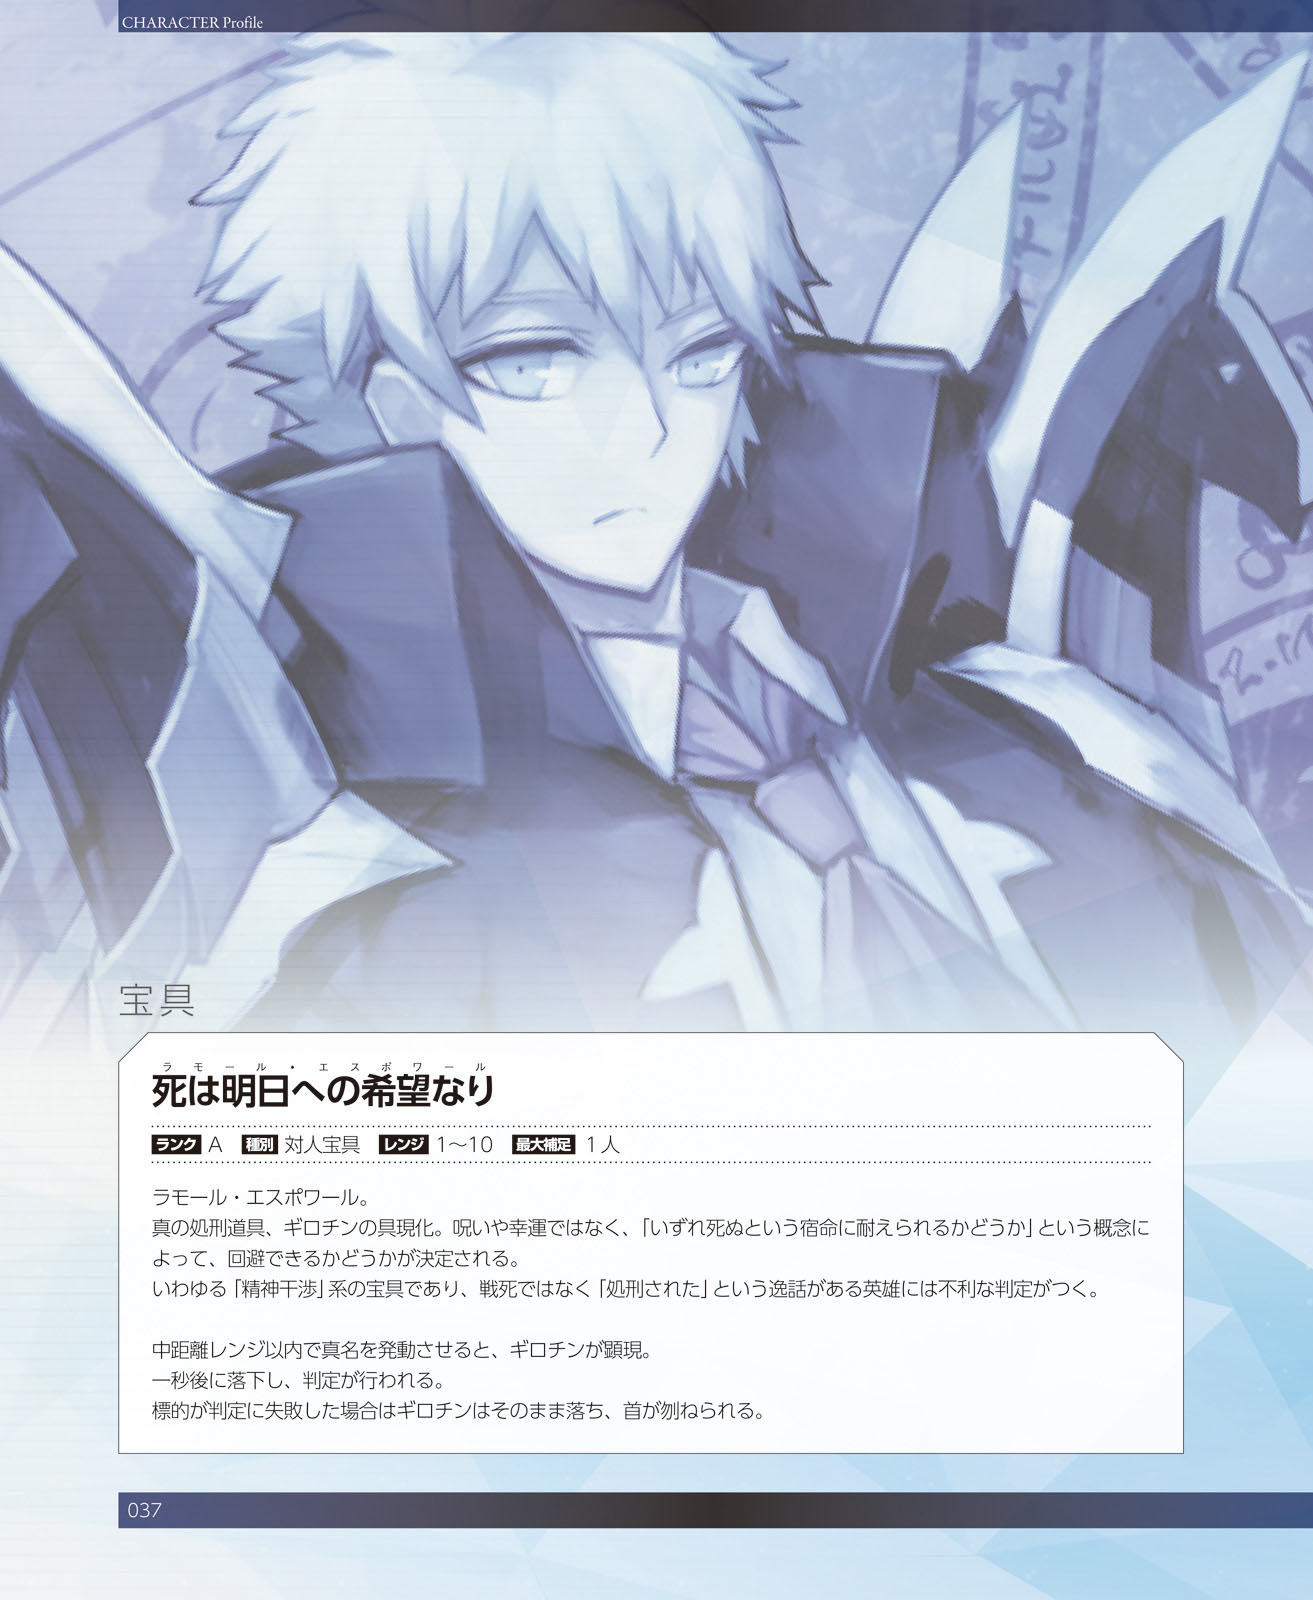 CHARACTER Profile
宝具
ラモール・エスポワール
死は明日への希望なり
ランク A 種別 対人宝具 レンジ 1〜10 最大補足 1人
ラモール・エスポワール。
真の処刑道具、ギロチンの具現化。呪いや幸運ではなく、「いずれ死ぬという宿命に耐えられるかどうか」という概念に
よって、回避できるかどうかが決定される。
いわゆる「精神干渉」系の宝具であり、戦死ではなく「処刑された」という逸話がある英雄には不利な判定がつく。
中距離レンジ以内で真名を発動させると、ギロチンが顕現。
一秒後に落下し、判定が行われる。
標的が判定に失敗した場合はギロチンはそのまま落ち、首が刎ねられる。
037